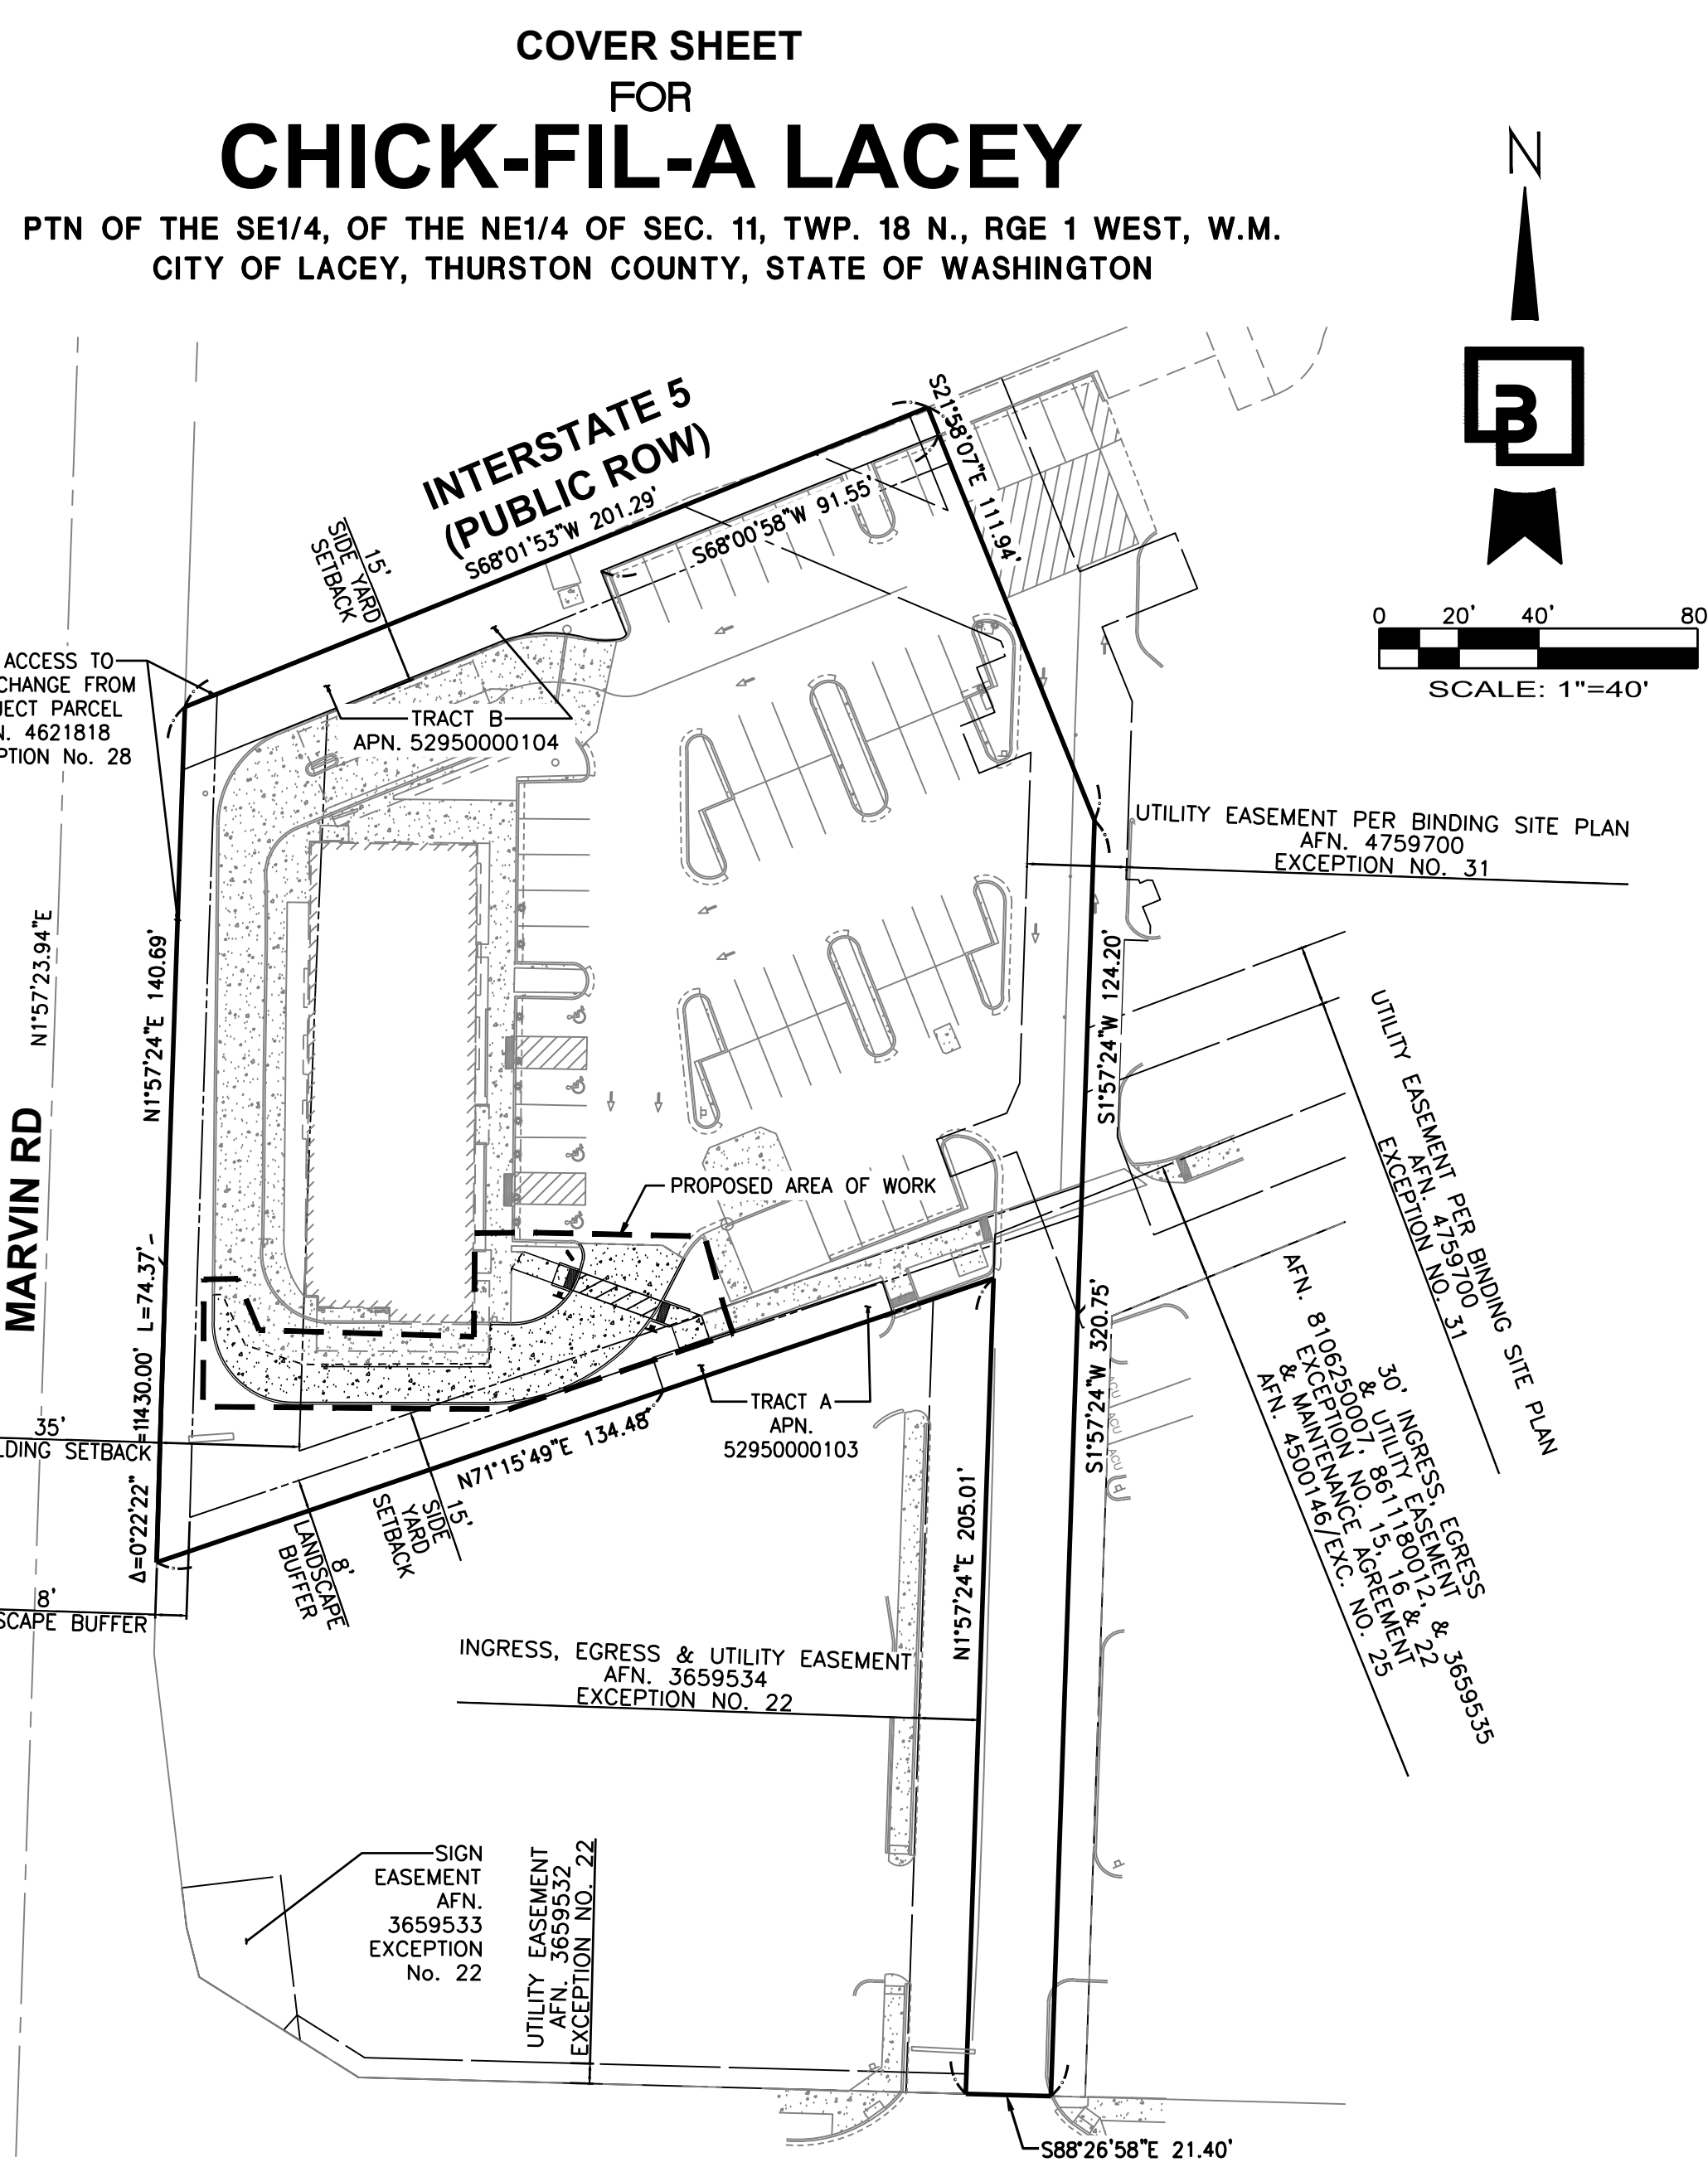 COVER SHEET
FOR
CHICK-FIL-A LACEY
PTN OF THE SE1/4, OF THE NE1/4 OF SEC. 11, TWP. 18 N., RGE 1 WEST, W.M.
CITY OF LACEY, THURSTON COUNTY, STATE OF WASHINGTON
N
B
0 20' 40' 80
SCALE: 1"=40'
INTERSTATE 5
(PUBLIC ROW)
S68°01'53"W 201.29'
S68°00'58"W 91.55'
S21°58'07"E 111.94'
15'
SIDE YARD
SETBACK
ACCESS TO
CHANGE FROM
JECT PARCEL
N. 4621818
PTION No. 28
TRACT B
APN. 52950000104
UTILITY EASEMENT PER BINDING SITE PLAN
AFN. 4759700
EXCEPTION NO. 31
N1°57'23.94"E
N1°57'24"E 140.69'
MARVIN RD
S1°57'24"W 124.20'
UTILITY EASEMENT PER BINDING SITE PLAN
AFN. 4759700
EXCEPTION NO. 31
PROPOSED AREA OF WORK
30' INGRESS, EGRESS
& UTILITY EASEMENT
AFN. 8106250007, 8611180012, & 3659535
EXCEPTION NO. 15, 16 & 22
& MAINTENANCE AGREEMENT
AFN. 4500146/EXC. NO. 25
Δ=0°22'22" =11430.00' L=74.37'
S1°57'24"W 320.75'
TRACT A
APN.
52950000103
35'
LDING SETBACK
N71°15'49"E 134.48'
15'
SIDE
YARD
SETBACK
8'
LANDSCAPE
BUFFER
8'
SCAPE BUFFER
ACU
ACU
ACU
N1°57'24"E 205.01'
INGRESS, EGRESS & UTILITY EASEMENT
AFN. 3659534
EXCEPTION NO. 22
SIGN
EASEMENT
AFN.
3659533
EXCEPTION
No. 22
UTILITY EASEMENT
AFN. 3659532
EXCEPTION NO. 22
S88°26'58"E 21.40'